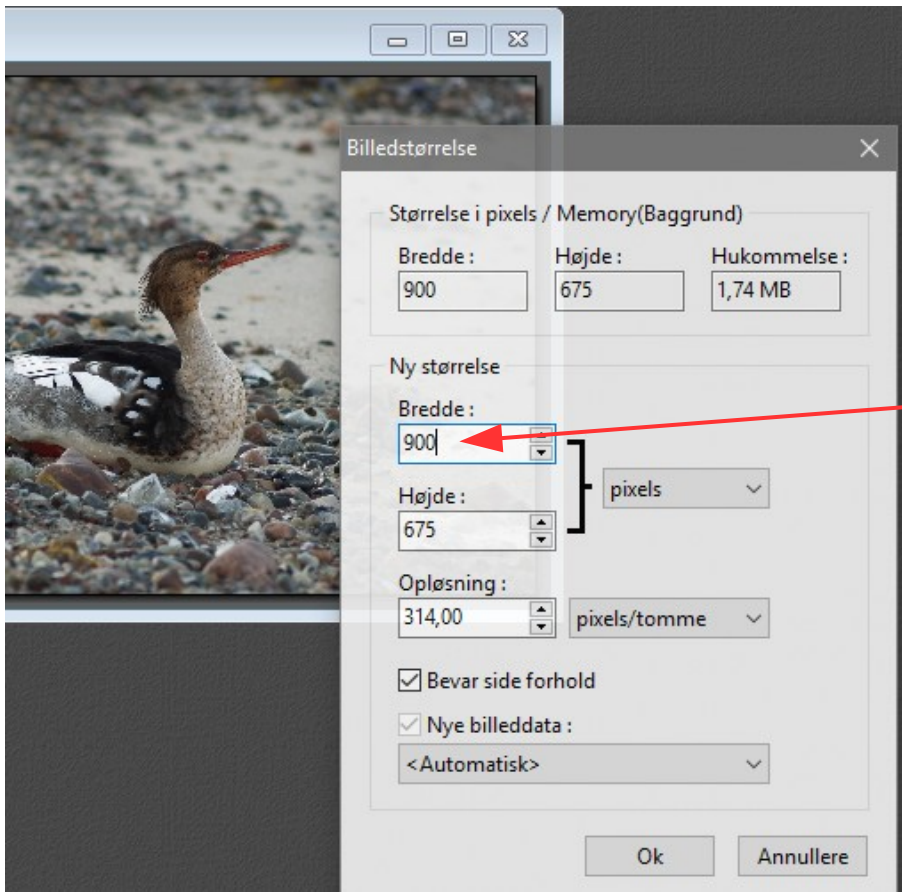 Billedstørrelse
Størrelse i pixels / Memory(Baggrund)
Bredde : Højde : Hukommelse :
900 675 1,74 MB
Ny størrelse
Bredde :
900
pixels
Højde :
675
Opløsning :
314,00 pixels/tomme
Bevar side forhold
Nye billeddata :
<Automatisk>
Ok Annullere